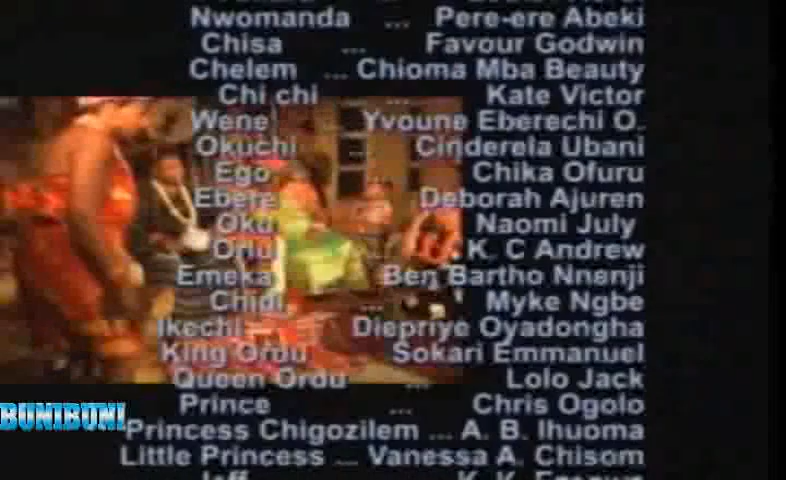 Nwomanda ... Pere-ere Abeki
Chisa ... Favour Godwin
Chelem ... Chioma Mba Beauty
Chi chi ... Kate Victor
Wene Yvoune Eberechi O.
Okuchi ... Cinderela Ubani
Ego ... Chika Ofuru
Ebere Deborah Ajuren
Oku Naomi July
Orlu K. C Andrew
Emeka Ben Bartho Nnenji
Chidi ... Myke Ngbe
Ikechi Diepriye Oyadongha
King Ordu Sokari Emmanuel
Queen Ordu ... Lolo Jack
Prince ... Chris Ogolo
BUNIBUNI
Princess Chigozilem ... A. B. Ihuoma
Little Princess ... Vanessa A. Chisom